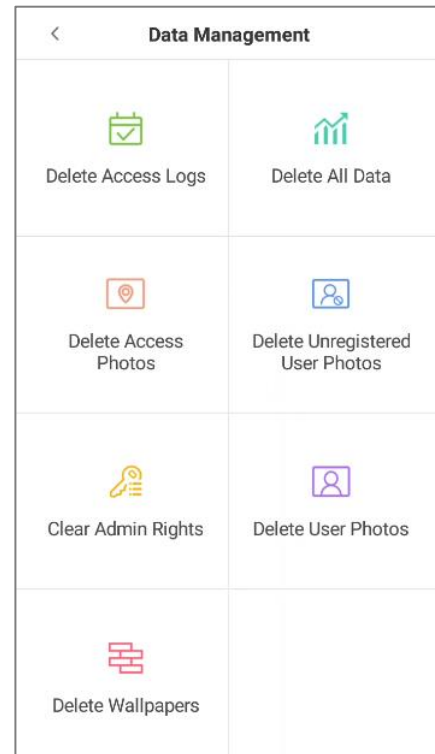 Data Management
Delete Access Logs
Delete All Data
Delete Access
Photos
Delete Unregistered
User Photos
Clear Admin Rights
Delete User Photos
Delete Wallpapers